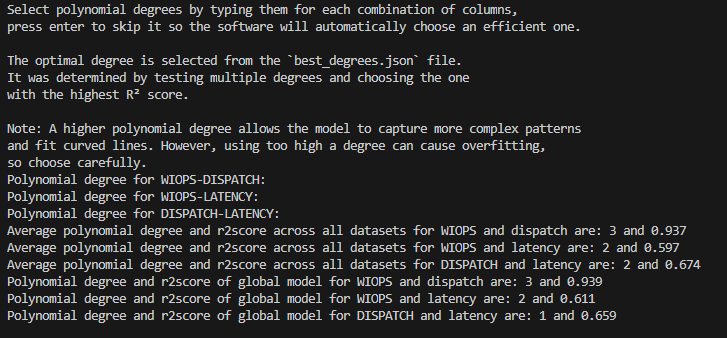 Select polynomial degrees by typing them for each combination of columns,
press enter to skip it so the software will automatically choose an efficient one.
The optimal degree is selected from the `best_degrees.json` file.
It was determined by testing multiple degrees and choosing the one
with the highest R² score.
Note: A higher polynomial degree allows the model to capture more complex patterns
and fit curved lines. However, using too high a degree can cause overfitting,
so choose carefully.
Polynomial degree for WIOPS-DISPATCH:
Polynomial degree for WIOPS-LATENCY:
Polynomial degree for DISPATCH-LATENCY:
Average polynomial degree and r2score across all datasets for WIOPS and dispatch are: 3 and 0.937
Average polynomial degree and r2score across all datasets for WIOPS and latency are: 2 and 0.597
Average polynomial degree and r2score across all datasets for DISPATCH and latency are: 2 and 0.674
Polynomial degree and r2score of global model for WIOPS and dispatch are: 3 and 0.939
Polynomial degree and r2score of global model for WIOPS and latency are: 2 and 0.611
Polynomial degree and r2score of global model for DISPATCH and latency are: 1 and 0.659